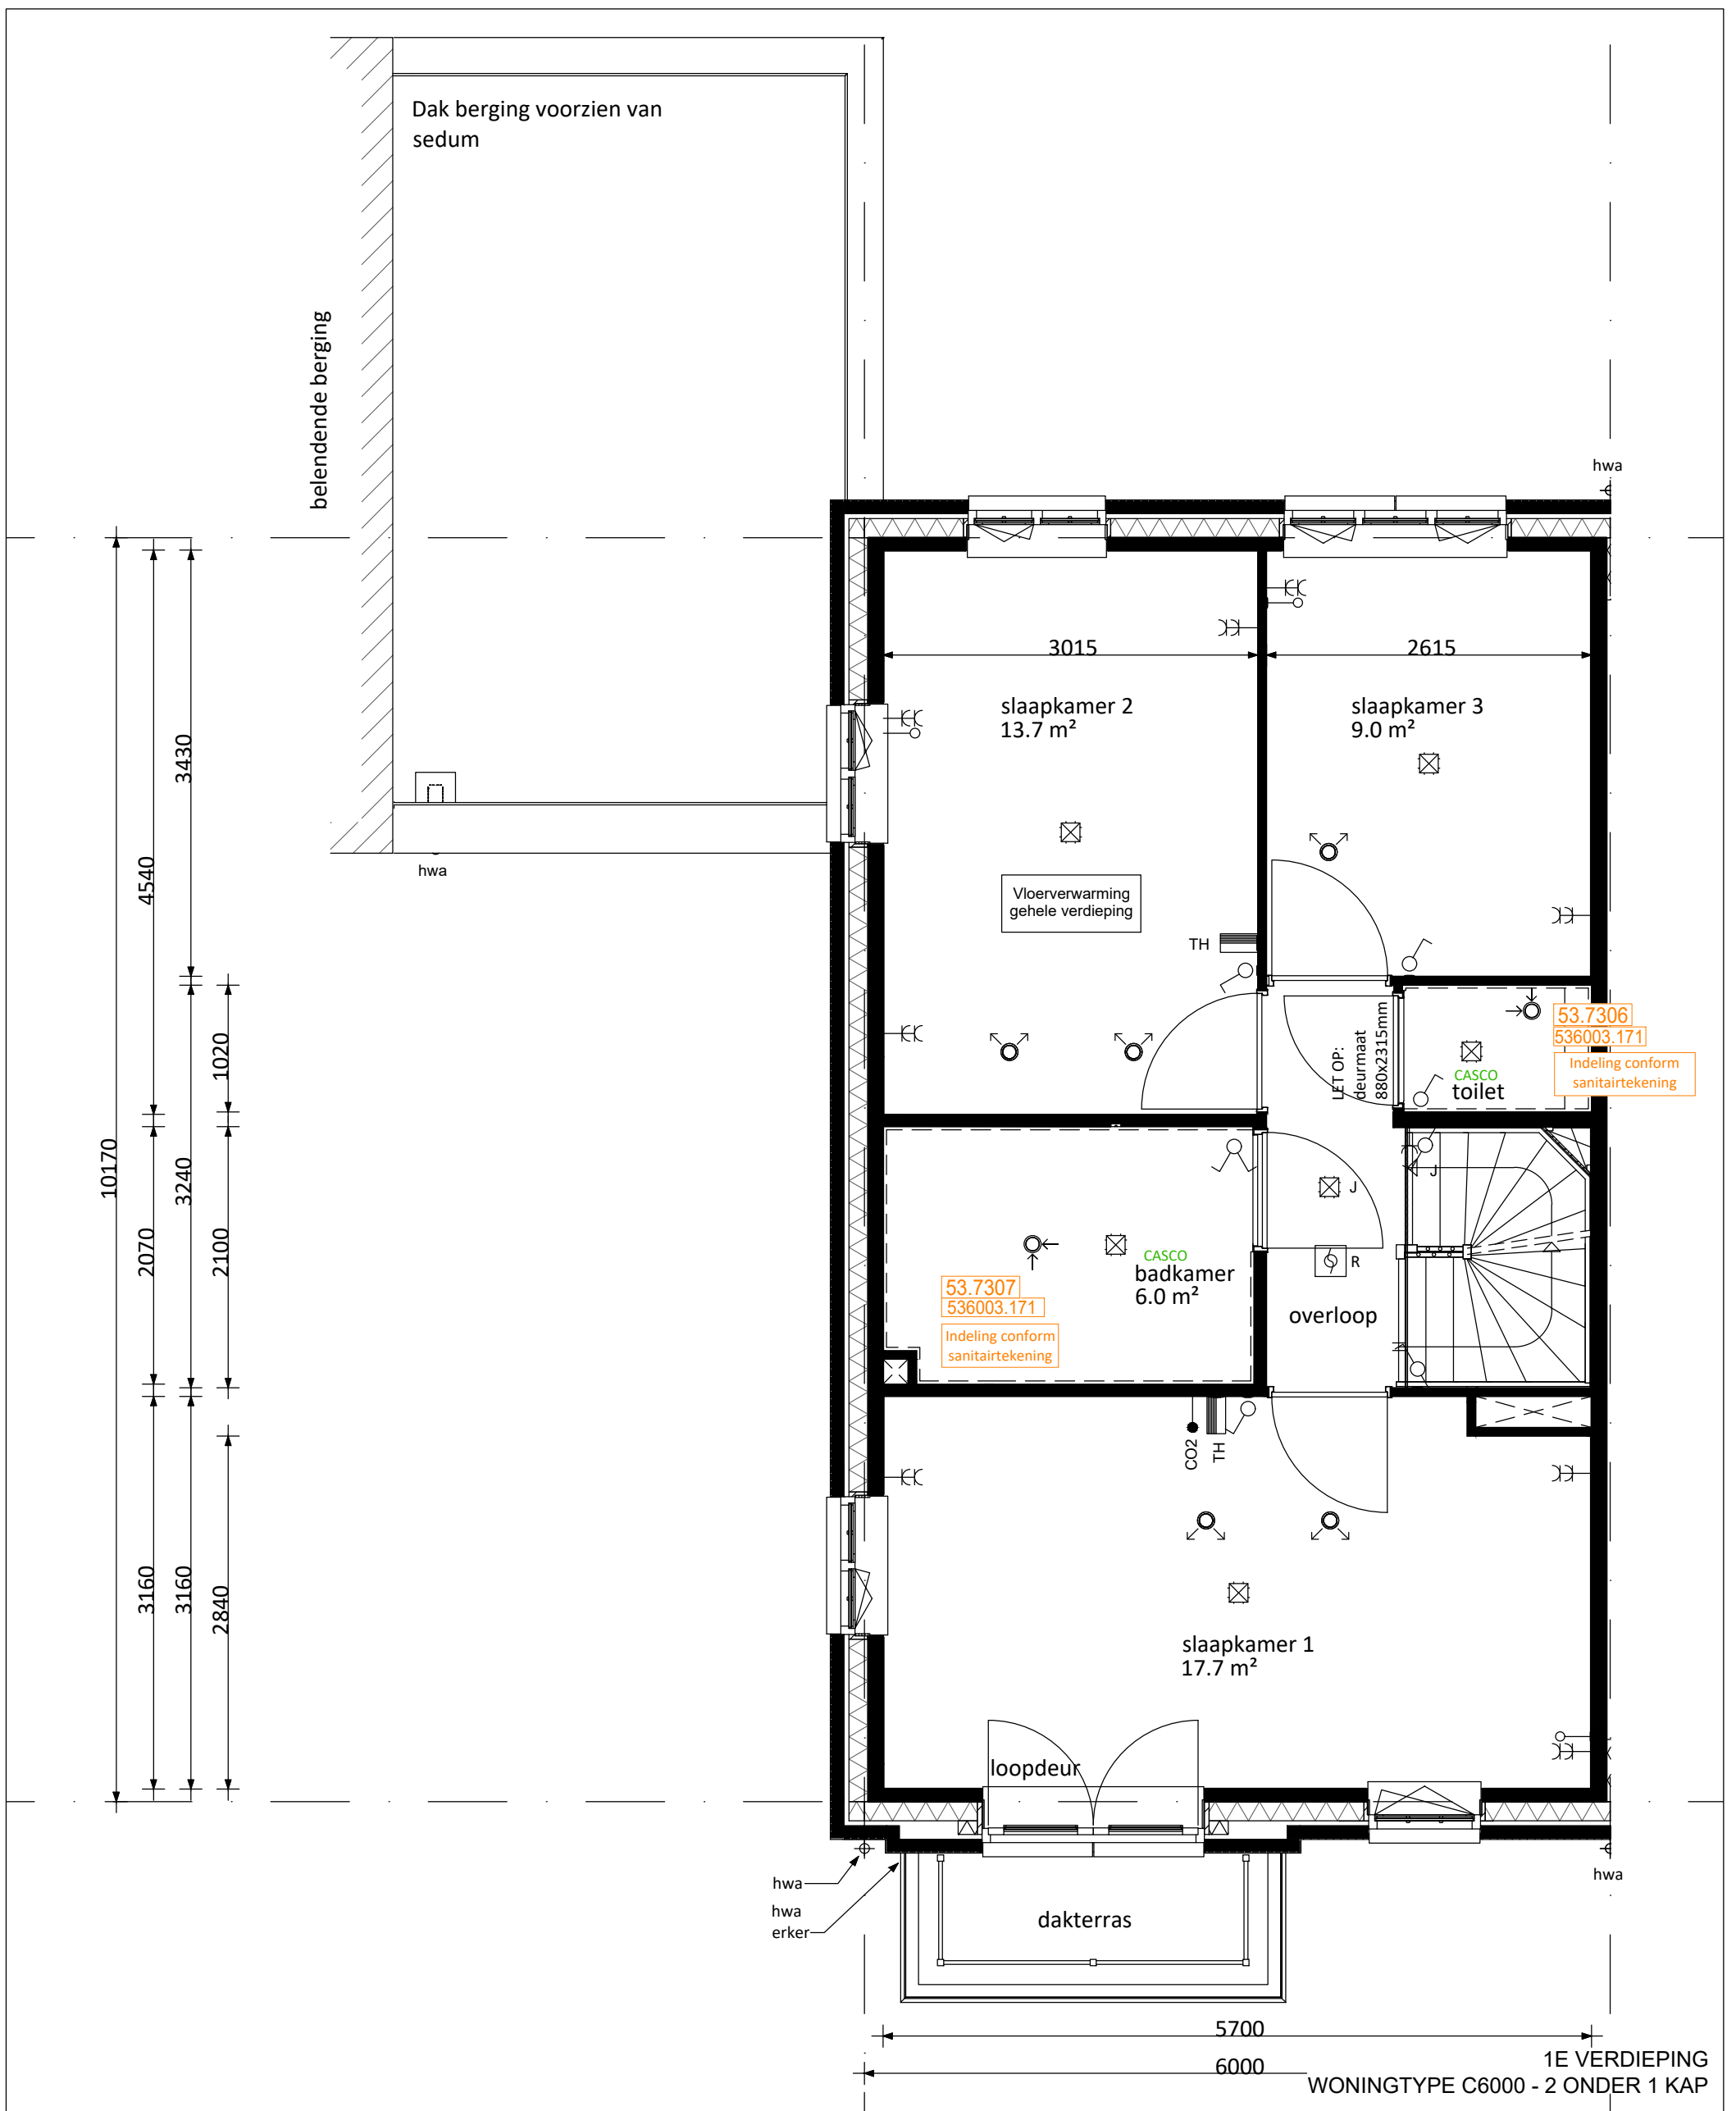 Dak berging voorzien van
sedum
belendende berging
hwa
hwa
3015
2615
slaapkamer 2
13.7 m²
slaapkamer 3
9.0 m²
Vloerverwarming
gehele verdieping
TH
LET OP:
deurmaat
880x2315mm
53.7306
536003.171
Indeling conform
sanitairtekening
CASCO
toilet
J
J
R
overloop
CASCO
badkamer
6.0 m²
53.7307
536003.171
Indeling conform
sanitairtekening
CO2
TH
slaapkamer 1
17.7 m²
loopdeur
dakterras
hwa
hwa
erker
hwa
10170
4540
2070
3160
3430
3240
3160
1020
2100
2840
5700
6000
1E VERDIEPING
WONINGTYPE C6000 - 2 ONDER 1 KAP